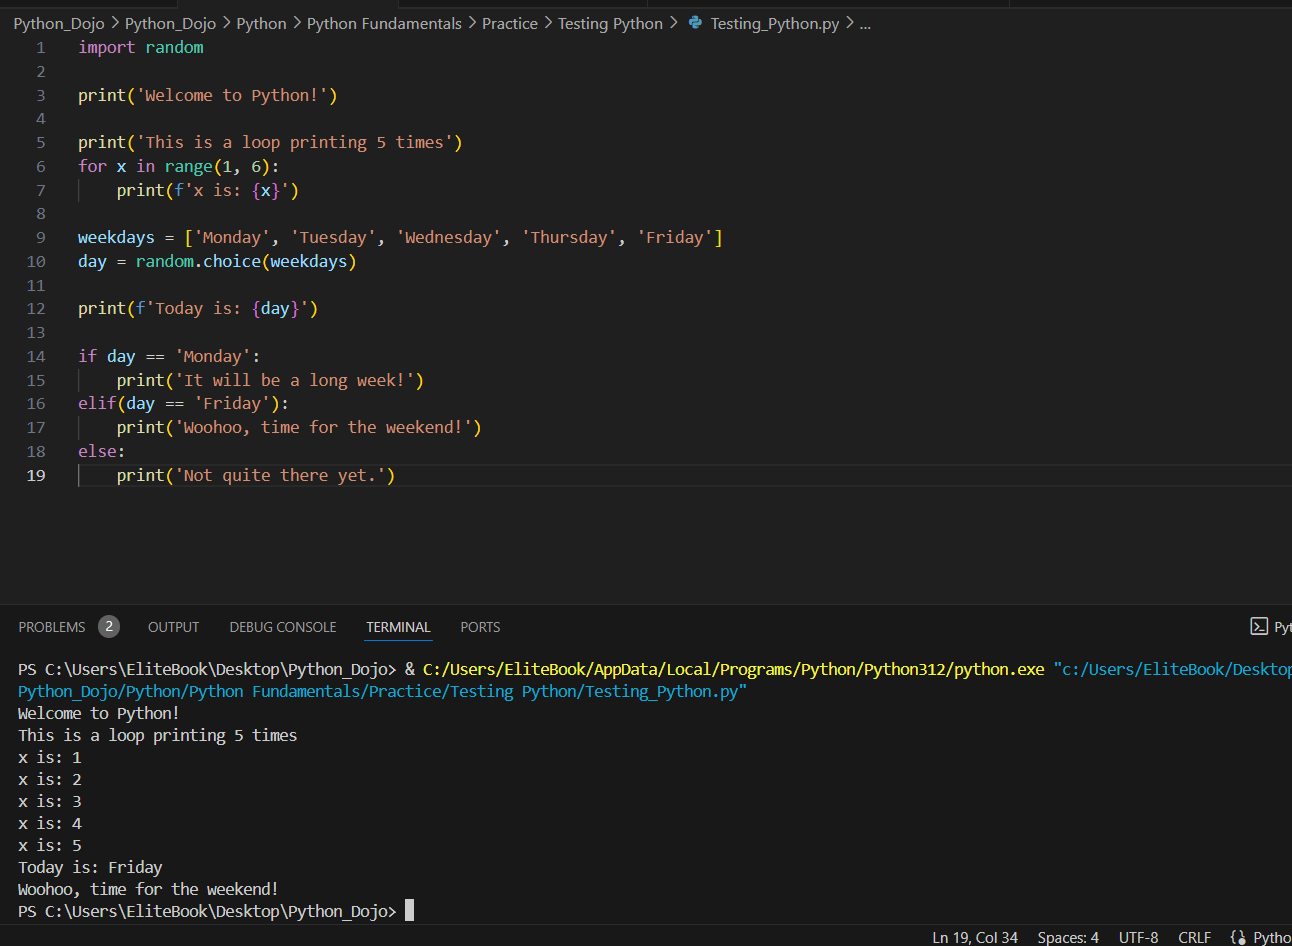 Python_Dojo > Python_Dojo > Python > Python Fundamentals > Practice > Testing Python > Testing_Python.py > ...
1 import random
2
3 print('Welcome to Python!')
4
5 print('This is a loop printing 5 times')
6 for x in range(1, 6):
7     print(f'x is: {x}')
8
9 weekdays = ['Monday', 'Tuesday', 'Wednesday', 'Thursday', 'Friday']
10 day = random.choice(weekdays)
11
12 print(f'Today is: {day}')
13
14 if day == 'Monday':
15     print('It will be a long week!')
16 elif(day == 'Friday'):
17     print('Woohoo, time for the weekend!')
18 else:
19     print('Not quite there yet.')
PROBLEMS 2 OUTPUT DEBUG CONSOLE TERMINAL PORTS Pyt
PS C:\Users\EliteBook\Desktop\Python_Dojo> & C:/Users/EliteBook/AppData/Local/Programs/Python/Python312/python.exe "c:/Users/EliteBook/Desktop
Python_Dojo/Python/Python Fundamentals/Practice/Testing Python/Testing_Python.py"
Welcome to Python!
This is a loop printing 5 times
x is: 1
x is: 2
x is: 3
x is: 4
x is: 5
Today is: Friday
Woohoo, time for the weekend!
PS C:\Users\EliteBook\Desktop\Python_Dojo>
Ln 19, Col 34 Spaces: 4 UTF-8 CRLF {} Pytho